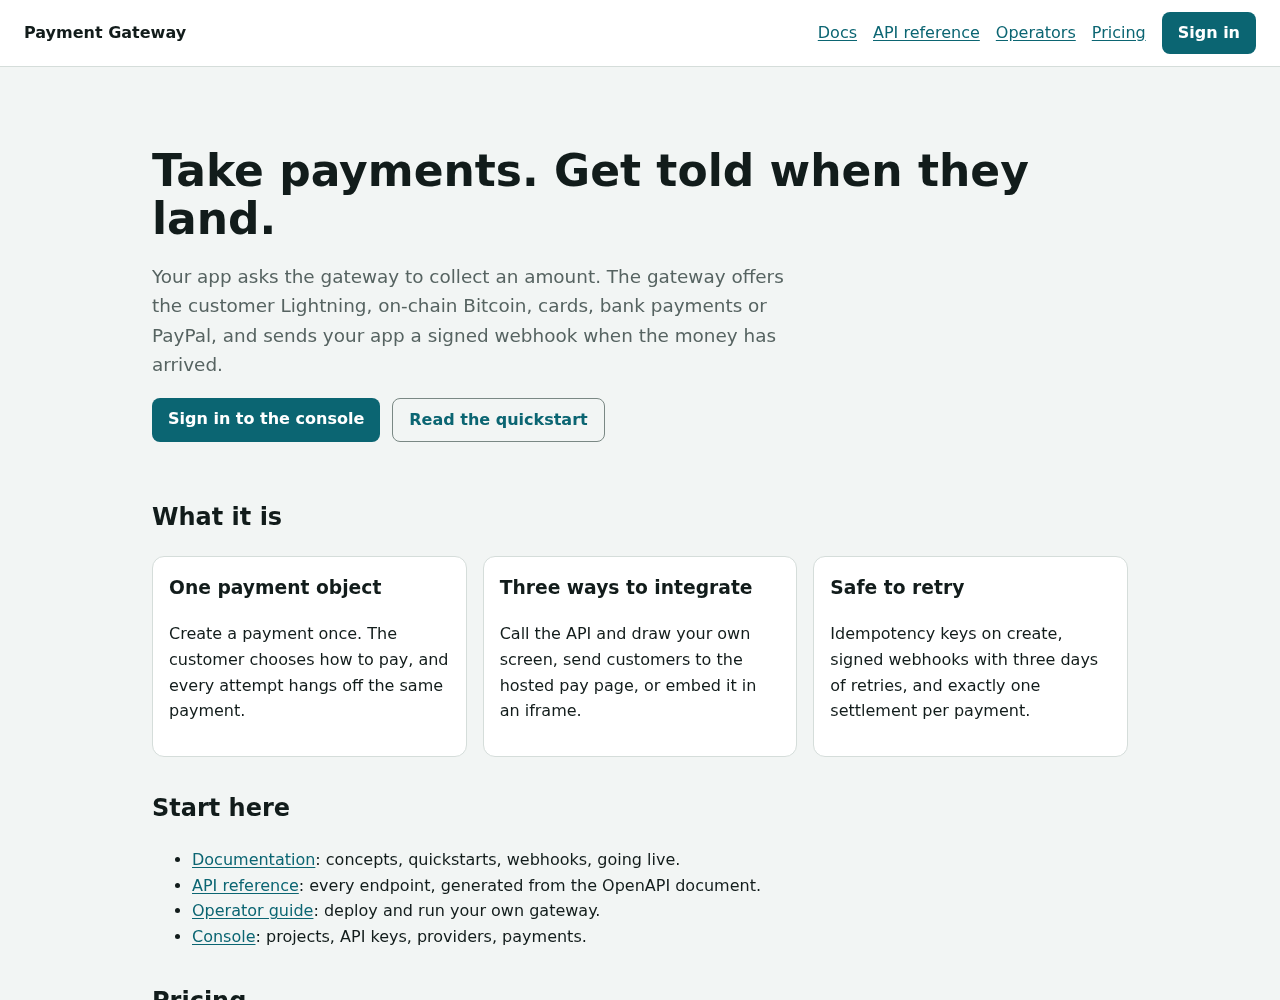 Payment Gateway
Docs API reference Operators Pricing Sign in
Take payments. Get told when they
land.
Your app asks the gateway to collect an amount. The gateway offers
the customer Lightning, on-chain Bitcoin, cards, bank payments or
PayPal, and sends your app a signed webhook when the money has
arrived.
Sign in to the console
Read the quickstart
What it is
One payment object
Create a payment once. The
customer chooses how to pay, and
every attempt hangs off the same
payment.
Three ways to integrate
Call the API and draw your own
screen, send customers to the
hosted pay page, or embed it in
an iframe.
Safe to retry
Idempotency keys on create,
signed webhooks with three days
of retries, and exactly one
settlement per payment.
Start here
• Documentation: concepts, quickstarts, webhooks, going live.
• API reference: every endpoint, generated from the OpenAPI document.
• Operator guide: deploy and run your own gateway.
• Console: projects, API keys, providers, payments.
Pricing